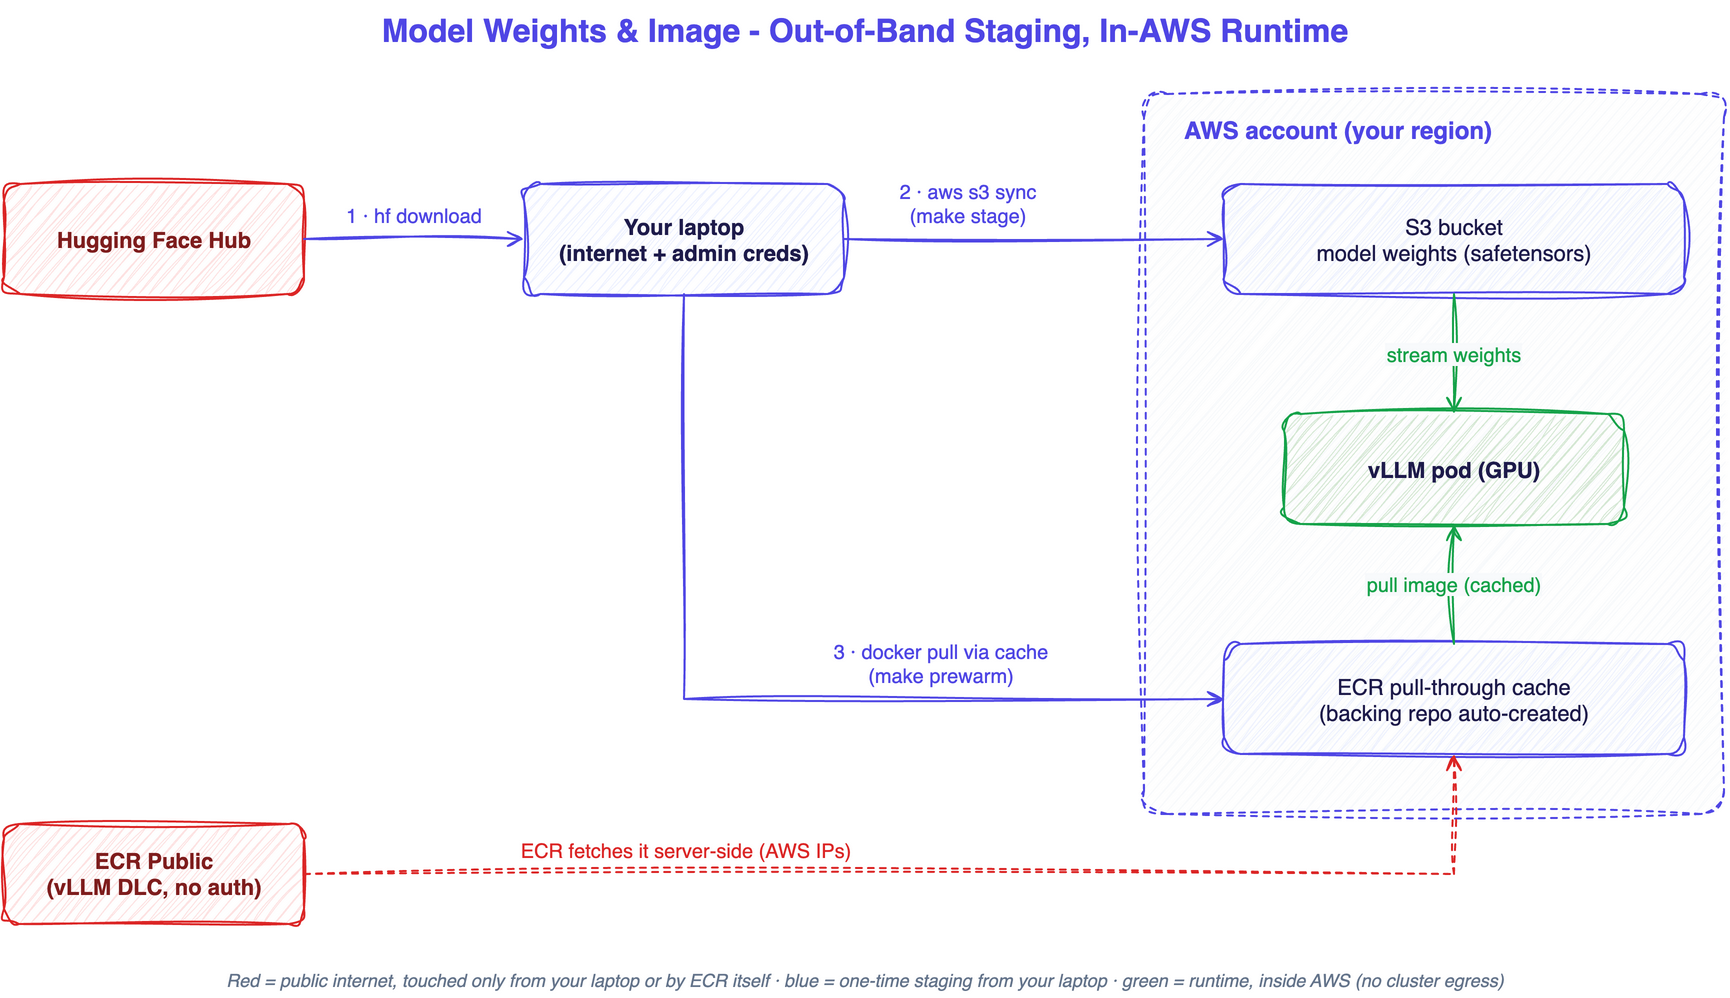 Model Weights & Image - Out-of-Band Staging, In-AWS Runtime
AWS account (your region)
Hugging Face Hub
1 · hf download
Your laptop
(internet + admin creds)
2 · aws s3 sync
(make stage)
S3 bucket
model weights (safetensors)
stream weights
vLLM pod (GPU)
pull image (cached)
3 · docker pull via cache
(make prewarm)
ECR pull-through cache
(backing repo auto-created)
ECR Public
(vLLM DLC, no auth)
ECR fetches it server-side (AWS IPs)
Red = public internet, touched only from your laptop or by ECR itself · blue = one-time staging from your laptop · green = runtime, inside AWS (no cluster egress)